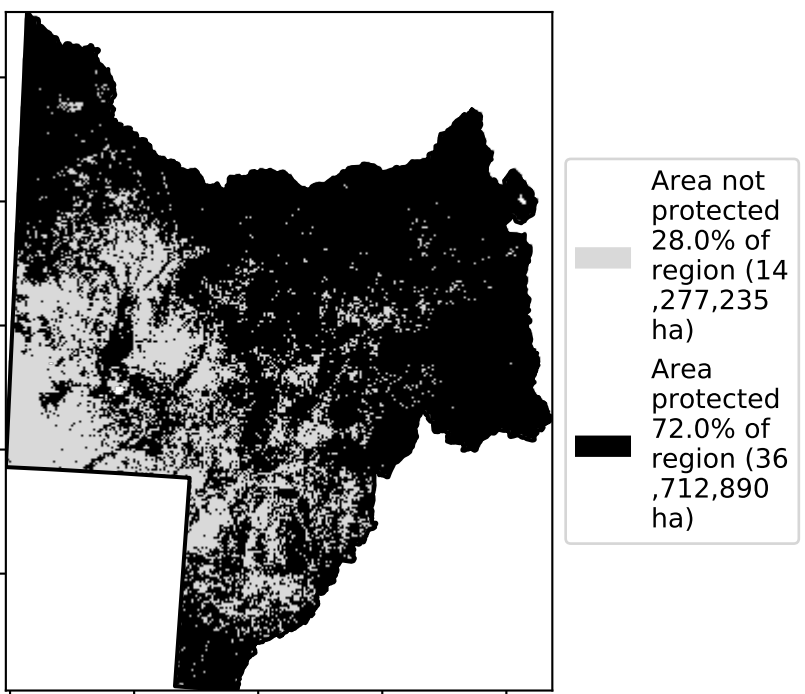 Area not
protected
28.0% of
region (14
,277,235
ha)
Area
protected
72.0% of
region (36
,712,890
ha)